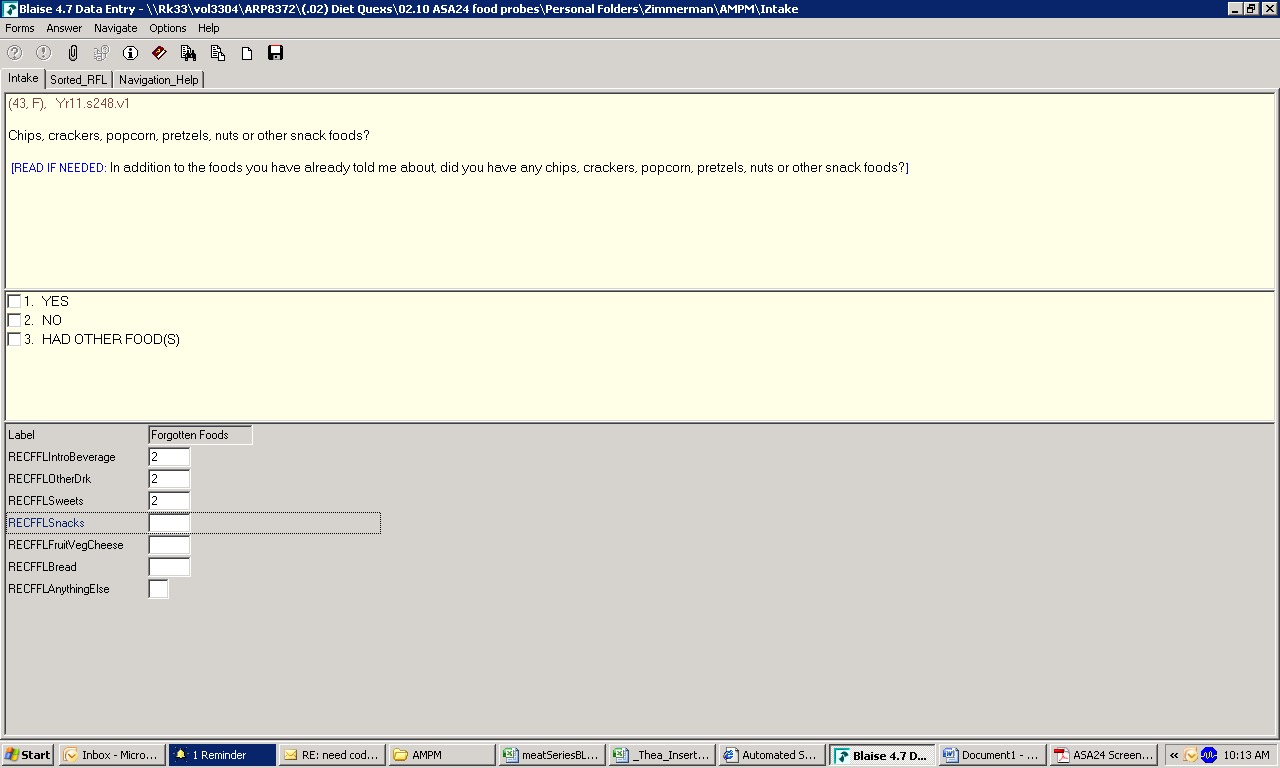 Blaise 4.7 Data Entry - \\Rk33\vol3304\ARP8372\(.02) Diet Quexs\02.10 ASA24 food probes\Personal Folders\Zimmerman\AMPM\Intake
Forms Answer Navigate Options Help
Intake Sorted_RFL Navigation_Help
(43, F), Yr11.s248.v1
Chips, crackers, popcorn, pretzels, nuts or other snack foods?
[READ IF NEEDED: In addition to the foods you have already told me about, did you have any chips, crackers, popcorn, pretzels, nuts or other snack foods?]
1. YES
2. NO
3. HAD OTHER FOOD(S)
Label Forgotten Foods
RECFFLIntroBeverage 2
RECFFLOtherDrk 2
RECFFLSweets 2
RECFFLSnacks
RECFFLFruitVegCheese
RECFFLBread
RECFFLAnythingElse
Start Inbox - Micro... 1 Reminder RE: need cod... AMPM meatSeriesBL... _Thea_Insert... Automated S... Blaise 4.7 D... Document1 - ... ASA24 Screen... « 10:13 AM